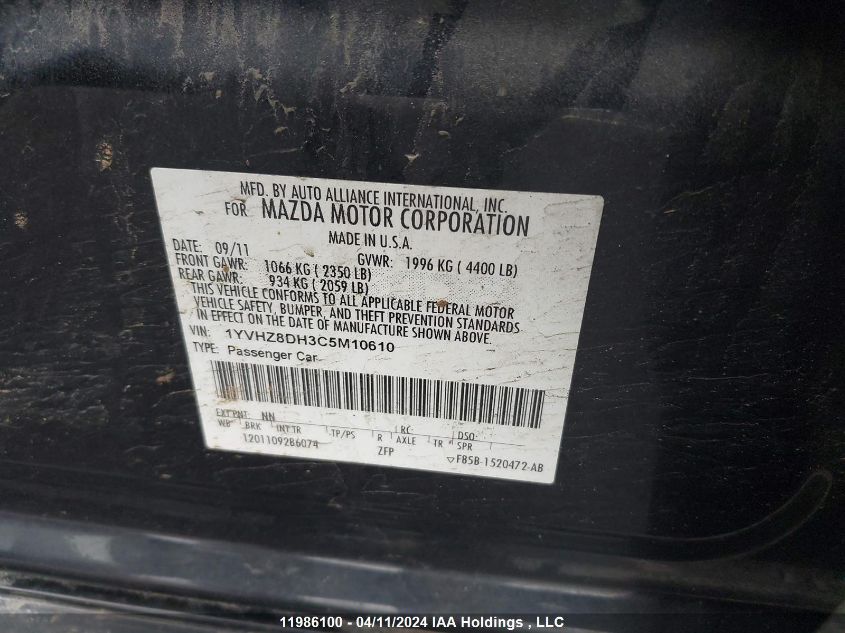 MFD. BY AUTO ALLIANCE INTERNATIONAL, INC.
FOR MAZDA MOTOR CORPORATION
MADE IN U.S.A.
DATE: 09/11 GVWR: 1996 KG ( 4400 LB)
FRONT GAWR: 1066 KG ( 2350 LB)
REAR GAWR: 934 KG ( 2059 LB)
THIS VEHICLE CONFORMS TO ALL APPLICABLE FEDERAL MOTOR
VEHICLE SAFETY, BUMPER, AND THEFT PREVENTION STANDARDS
IN EFFECT ON THE DATE OF MANUFACTURE SHOWN ABOVE.
VIN: 1YVHZ8DH3C5M10610
TYPE: Passenger Car
EXT PNT: NN RC: DSO
WB BRK INT TR TP/PS R AXLE TR SPR
12011092B6074 ZFP
▽F85B-1520472-AB
11986100 - 04/11/2024 IAA Holdings , LLC